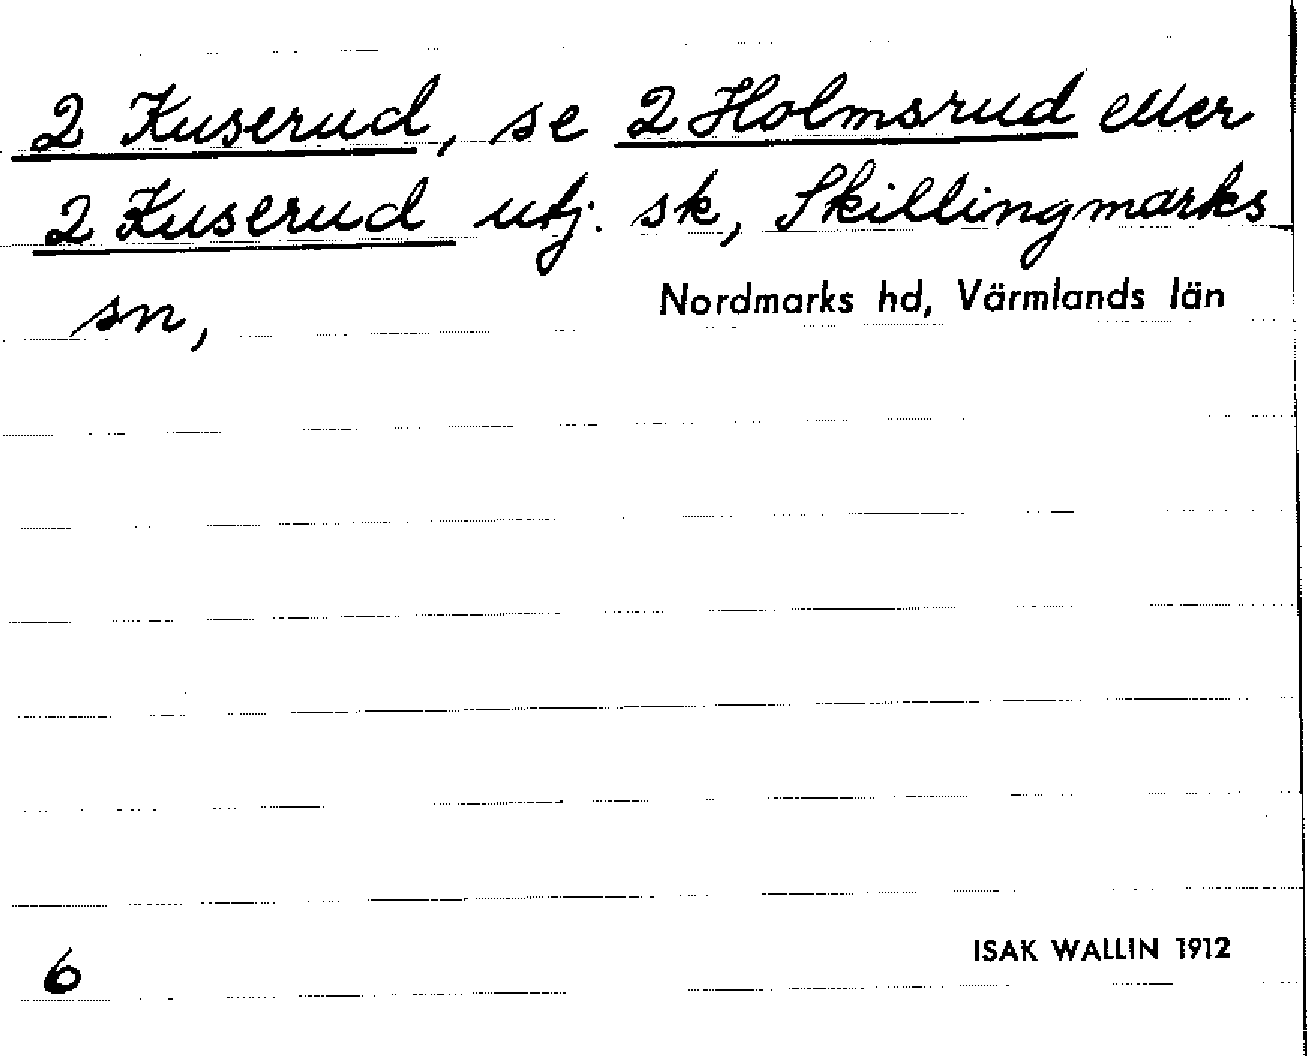 2 Kuserud, se 2 Holmsrud eller
2 Kuserud utj. sk, Skillingmarks
sn,
Nordmarks hd, Värmlands län
6
ISAK WALLIN 1912